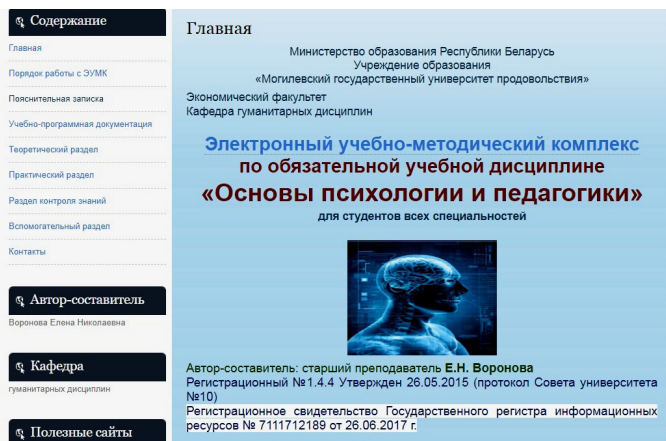 Содержание
Главная
Порядок работы с ЭУМК
Пояснительная записка
Учебно-программная документация
Теоретический раздел
Практический раздел
Раздел контроля знаний
Вспомогательный раздел
Контакты
Автор-составитель
Воронова Елена Николаевна
Кафедра
гуманитарных дисциплин
Полезные сайты
Главная
Министерство образования Республики Беларусь
Учреждение образования
«Могилевский государственный университет продовольствия»
Экономический факультет
Кафедра гуманитарных дисциплин
Электронный учебно-методический комплекс
по обязательной учебной дисциплине
«Основы психологии и педагогики»
для студентов всех специальностей
Автор-составитель: старший преподаватель Е.Н. Воронова
Регистрационный №1.4.4 Утвержден 26.05.2015 (протокол Совета университета
№10)
Регистрационное свидетельство Государственного регистра информационных
ресурсов № 7111712189 от 26.06.2017 г.